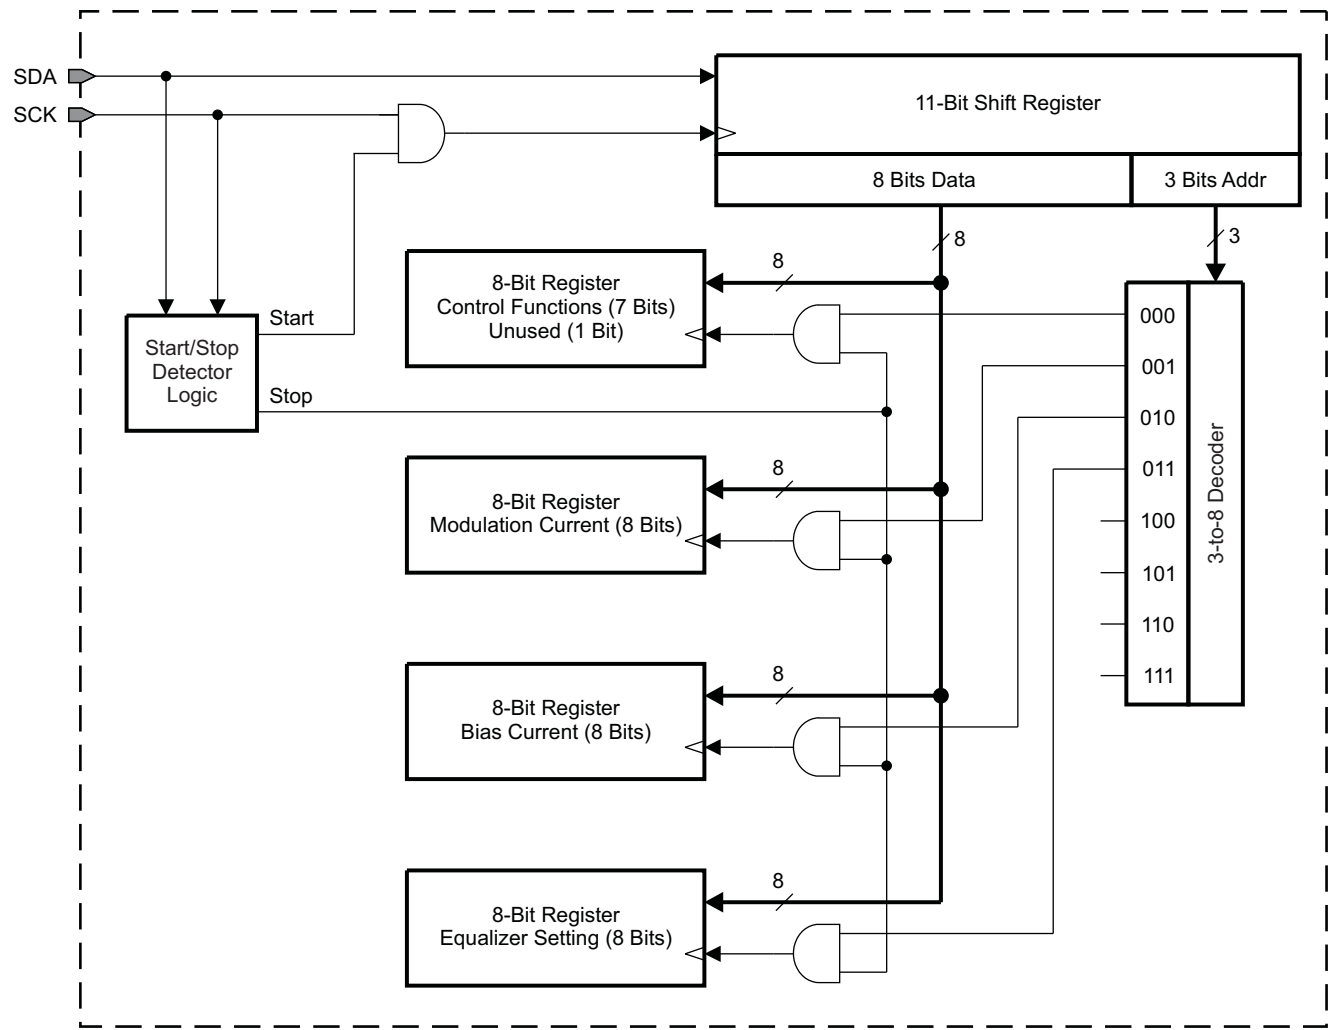 SDA
SCK
11-Bit Shift Register
8 Bits Data
3 Bits Addr
8
3
8
8-Bit Register
Control Functions (7 Bits)
Unused (1 Bit)
Start
Start/Stop
Detector
Logic
Stop
000
001
010
011
100
101
110
111
3-to-8 Decoder
8
8-Bit Register
Modulation Current (8 Bits)
8
8-Bit Register
Bias Current (8 Bits)
8
8-Bit Register
Equalizer Setting (8 Bits)